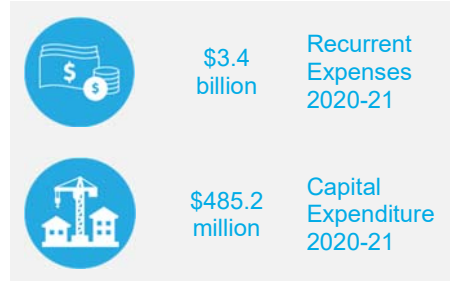 $
$
$3.4
billion
Recurrent
Expenses
2020-21
$485.2
million
Capital
Expenditure
2020-21